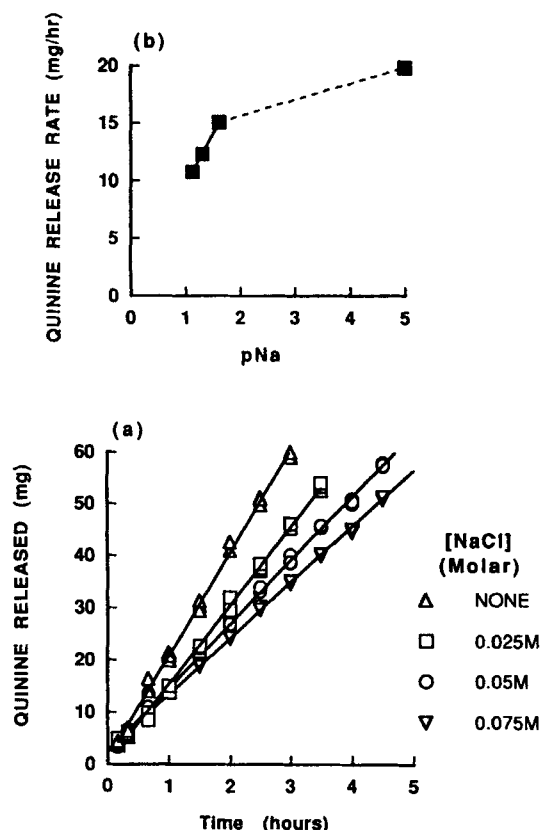 (b)
QUININE RELEASE RATE (mg/hr)
20
15
10
5
0
0 1 2 3 4 5
pNa
(a)
QUININE RELEASED (mg)
60
50
40
30
20
10
0
0 1 2 3 4 5
Time (hours)
[NaCl]
(Molar)
NONE
0.025M
0.05M
0.075M